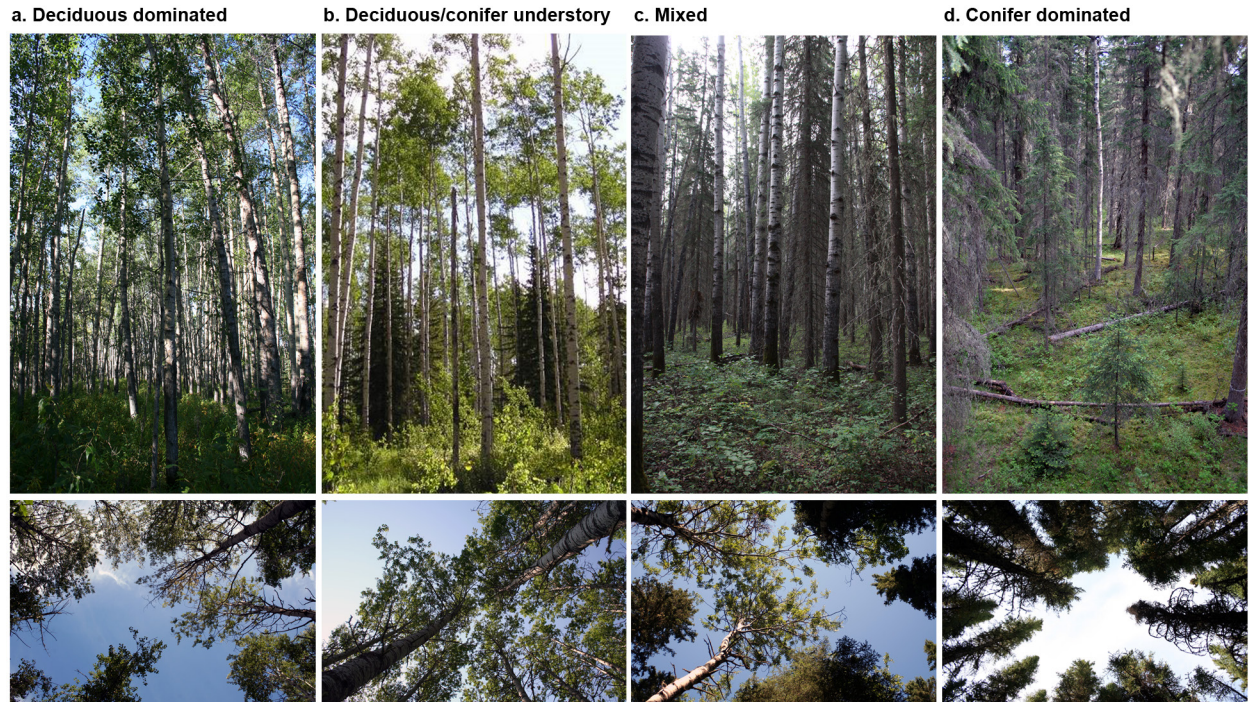 a. Deciduous dominated
b. Deciduous/conifer understory
c. Mixed
d. Conifer dominated